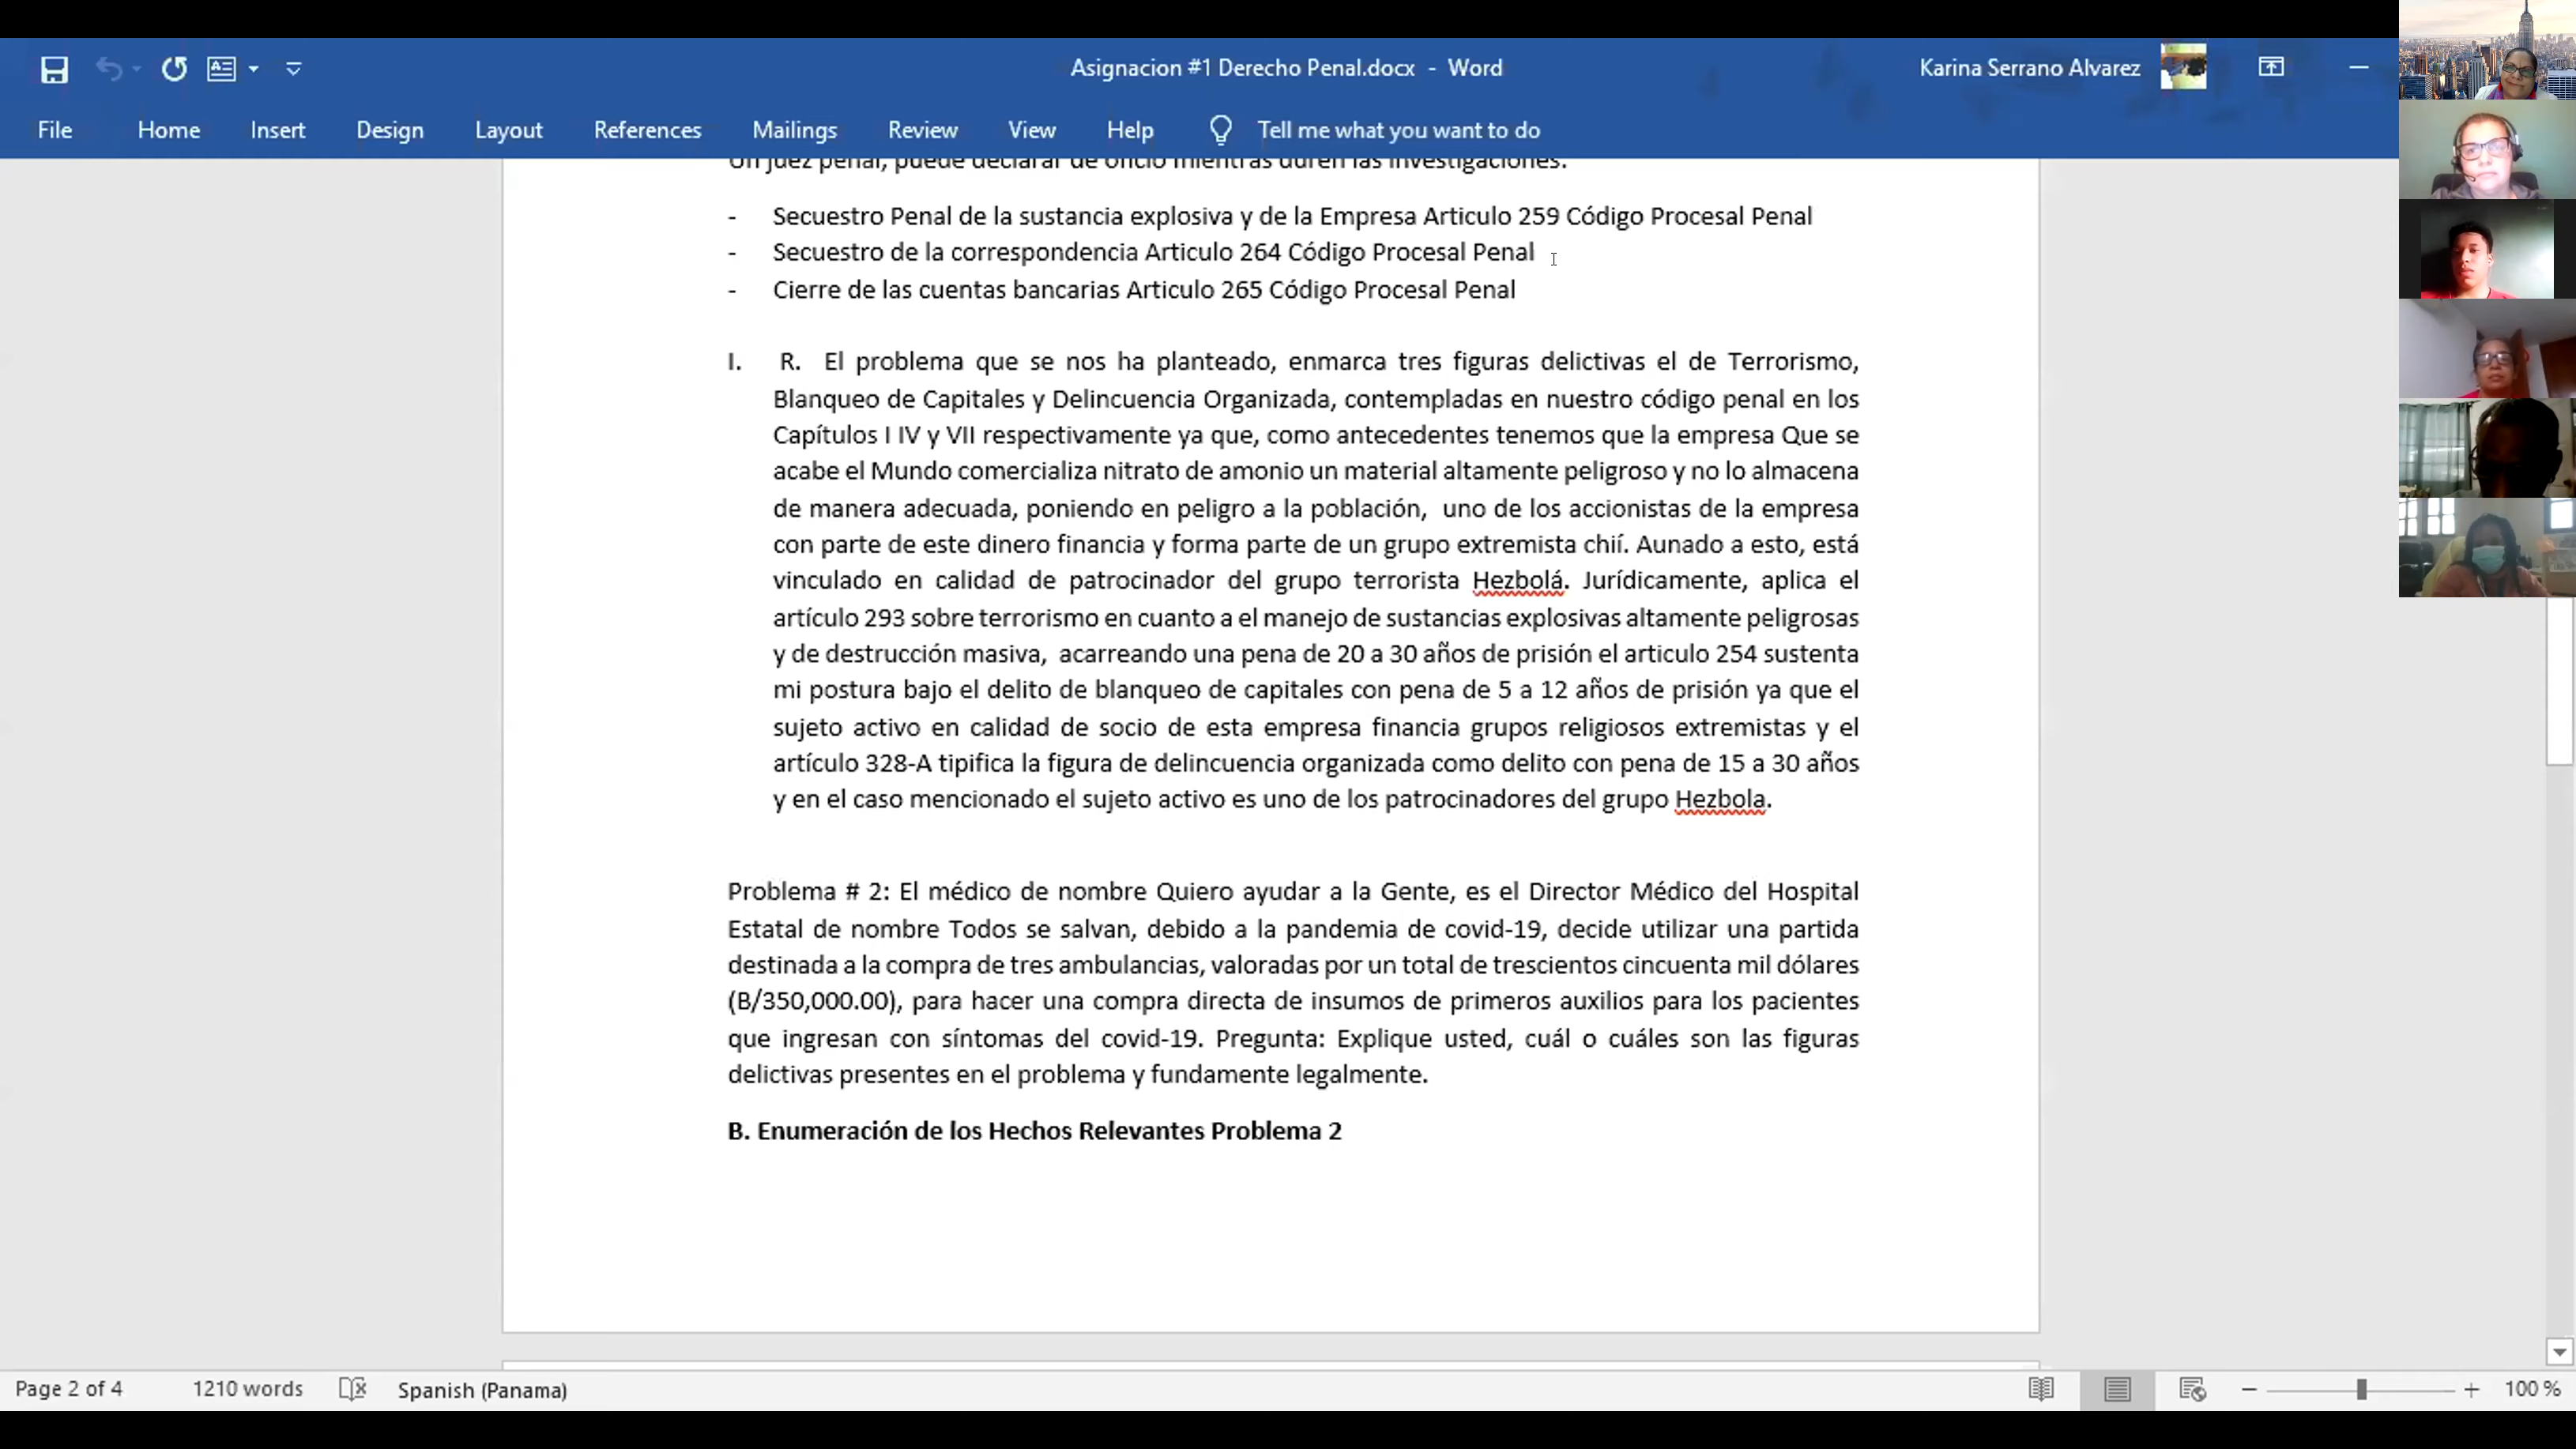 Asignacion #1 Derecho Penal.docx - Word
Karina Serrano Alvarez
File Home Insert Design Layout References Mailings Review View Help Tell me what you want to do
Un juez penal, puede declarar de oficio mientras duren las investigaciones.
- Secuestro Penal de la sustancia explosiva y de la Empresa Articulo 259 Código Procesal Penal
- Secuestro de la correspondencia Articulo 264 Código Procesal Penal
- Cierre de las cuentas bancarias Articulo 265 Código Procesal Penal
I. R. El problema que se nos ha planteado, enmarca tres figuras delictivas el de Terrorismo,
Blanqueo de Capitales y Delincuencia Organizada, contempladas en nuestro código penal en los
Capítulos I IV y VII respectivamente ya que, como antecedentes tenemos que la empresa Que se
acabe el Mundo comercializa nitrato de amonio un material altamente peligroso y no lo almacena
de manera adecuada, poniendo en peligro a la población, uno de los accionistas de la empresa
con parte de este dinero financia y forma parte de un grupo extremista chií. Aunado a esto, está
vinculado en calidad de patrocinador del grupo terrorista Hezbolá. Jurídicamente, aplica el
artículo 293 sobre terrorismo en cuanto a el manejo de sustancias explosivas altamente peligrosas
y de destrucción masiva, acarreando una pena de 20 a 30 años de prisión el articulo 254 sustenta
mi postura bajo el delito de blanqueo de capitales con pena de 5 a 12 años de prisión ya que el
sujeto activo en calidad de socio de esta empresa financia grupos religiosos extremistas y el
artículo 328-A tipifica la figura de delincuencia organizada como delito con pena de 15 a 30 años
y en el caso mencionado el sujeto activo es uno de los patrocinadores del grupo Hezbola.
Problema # 2: El médico de nombre Quiero ayudar a la Gente, es el Director Médico del Hospital
Estatal de nombre Todos se salvan, debido a la pandemia de covid-19, decide utilizar una partida
destinada a la compra de tres ambulancias, valoradas por un total de trescientos cincuenta mil dólares
(B/350,000.00), para hacer una compra directa de insumos de primeros auxilios para los pacientes
que ingresan con síntomas del covid-19. Pregunta: Explique usted, cuál o cuáles son las figuras
delictivas presentes en el problema y fundamente legalmente.
B. Enumeración de los Hechos Relevantes Problema 2
Page 2 of 4 1210 words Spanish (Panama) 100 %